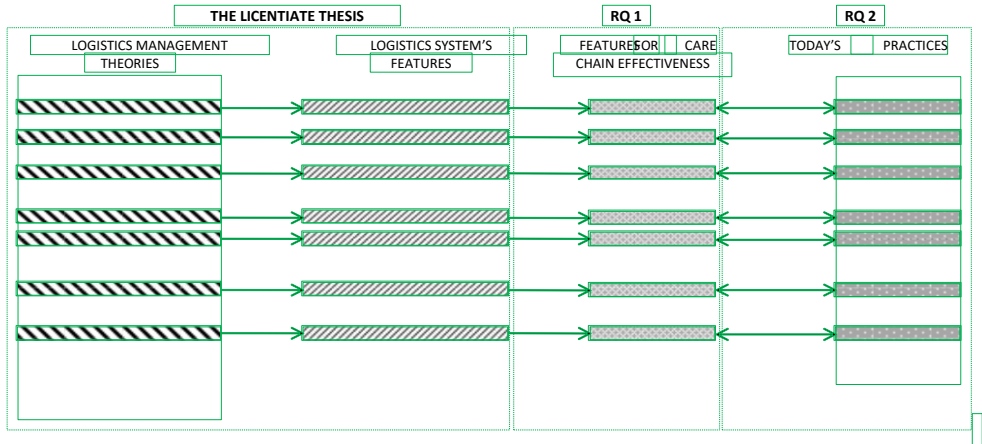 THE LICENTIATE THESIS
RQ 1
RQ 2
LOGISTICS MANAGEMENT
THEORIES
LOGISTICS SYSTEM'S
FEATURES
FEATURES FOR CARE
CHAIN EFFECTIVENESS
TODAY'S PRACTICES